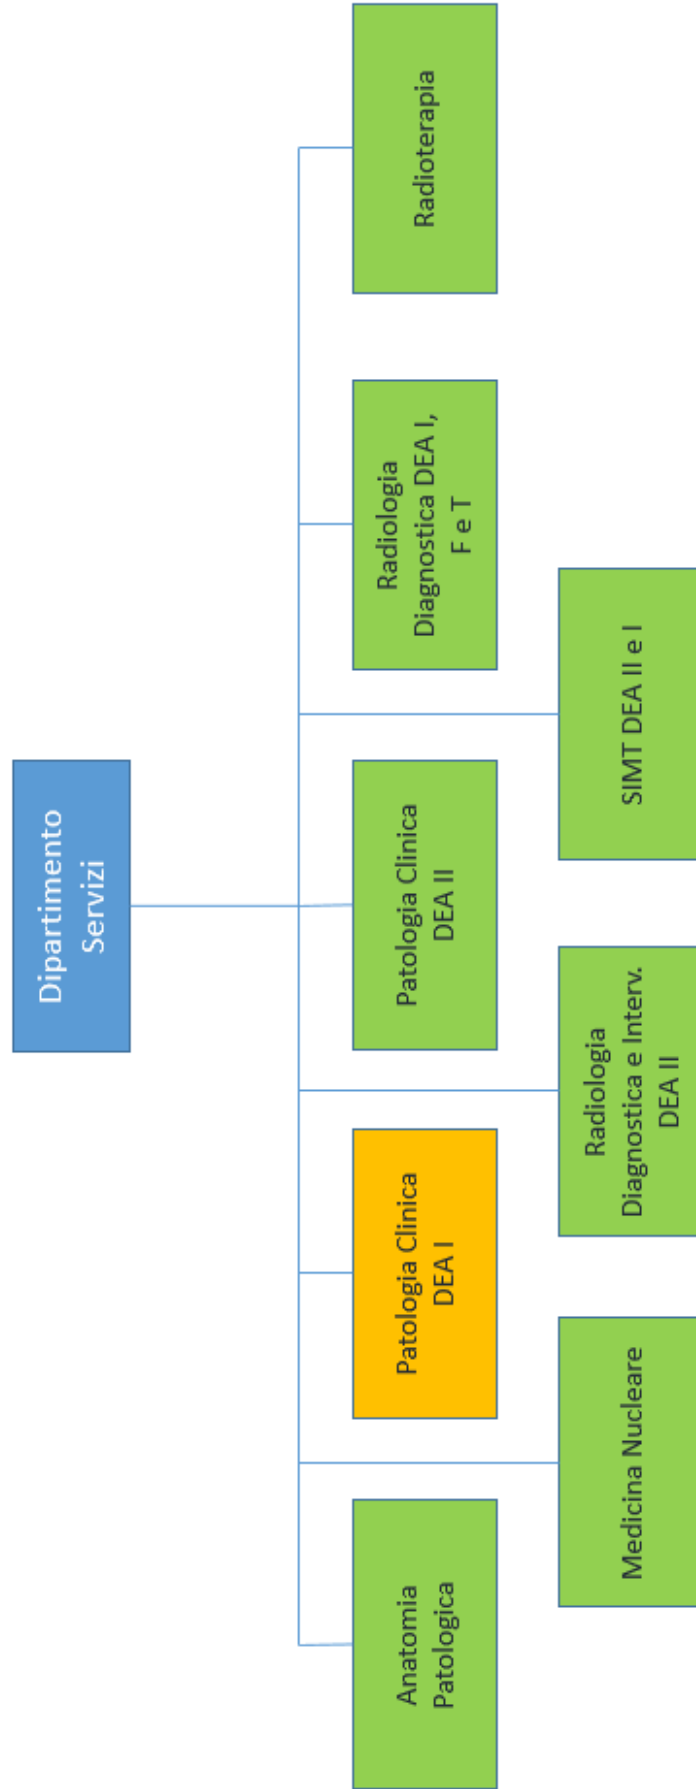 Dipartimento
Servizi
Anatomia
Patologica
Patologia Clinica
DEA I
Patologia Clinica
DEA II
Radiologia
Diagnostica DEA I,
F e T
Radioterapia
Medicina Nucleare
Radiologia
Diagnostica e Interv.
DEA II
SIMT DEA II e I